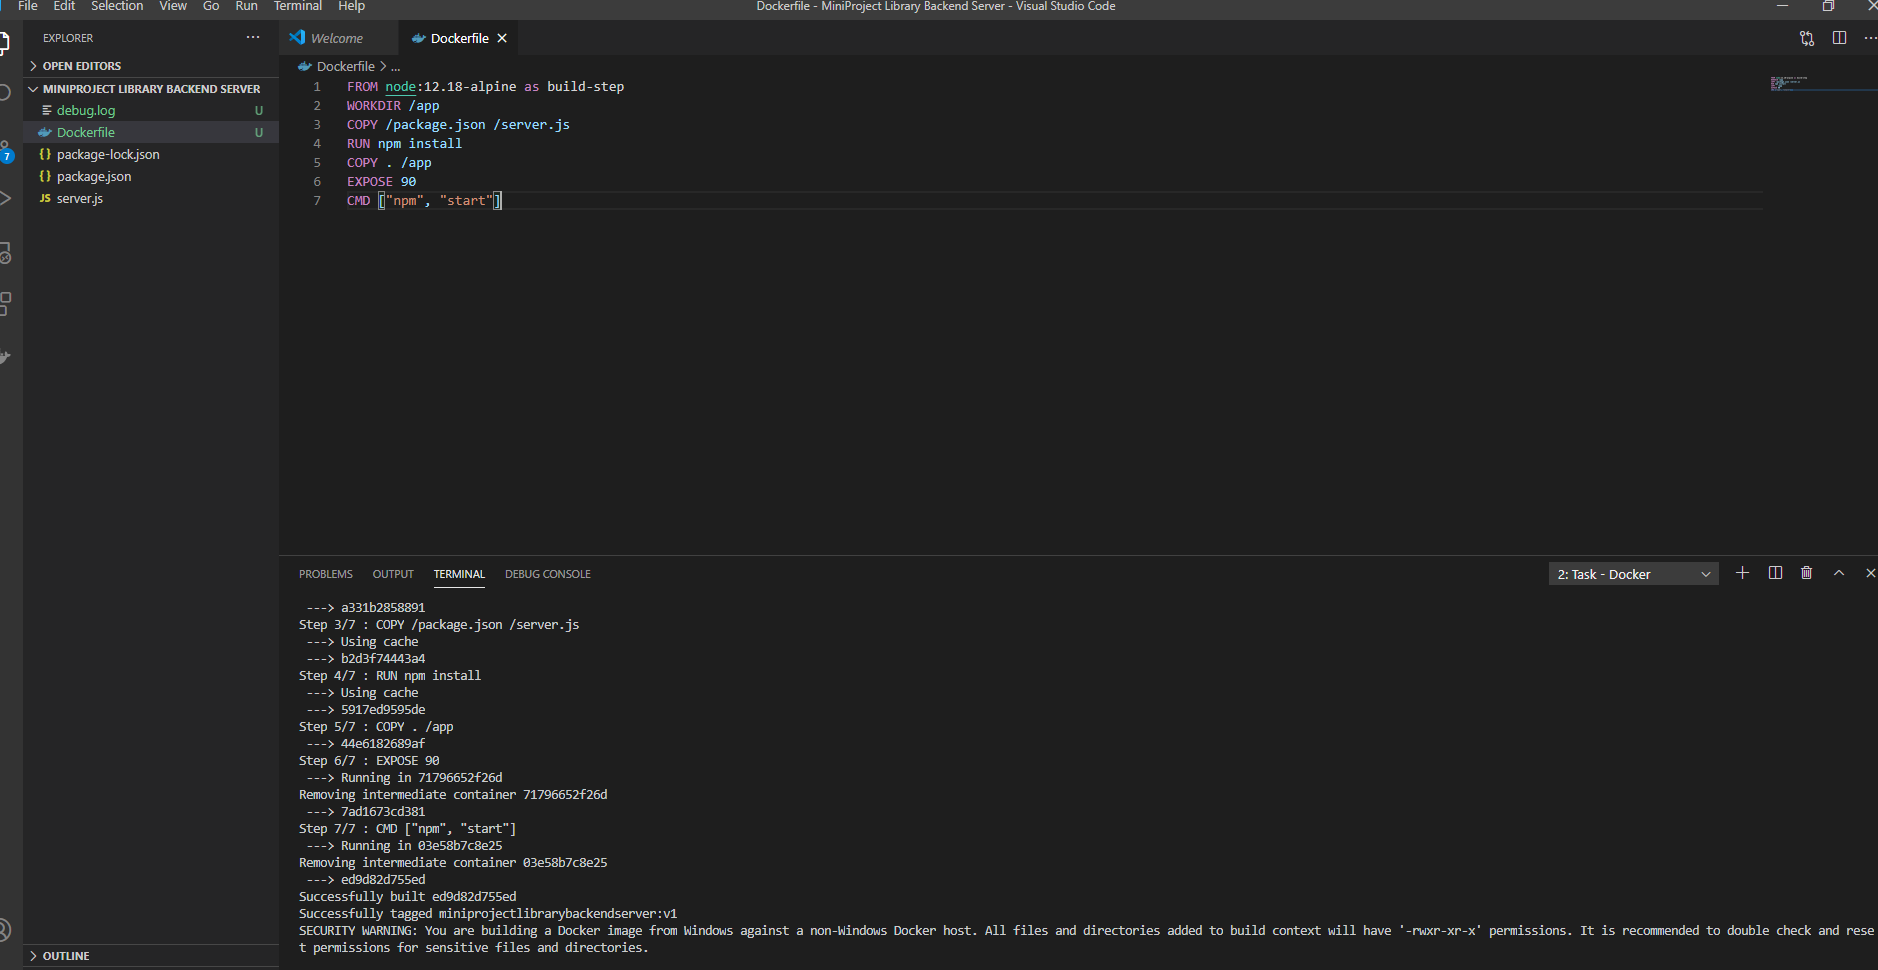 File Edit Selection View Go Run Terminal Help
Dockerfile - MiniProject Library Backend Server - Visual Studio Code
EXPLORER
OPEN EDITORS
MINIPROJECT LIBRARY BACKEND SERVER
debug.log U
Dockerfile U
package-lock.json
package.json
JS server.js
7
OUTLINE
Welcome
Dockerfile
Dockerfile > ...
1 FROM node:12.18-alpine as build-step
2 WORKDIR /app
3 COPY /package.json /server.js
4 RUN npm install
5 COPY . /app
6 EXPOSE 90
7 CMD ["npm", "start"]
PROBLEMS OUTPUT TERMINAL DEBUG CONSOLE
2: Task - Docker
---> a331b2858891
Step 3/7 : COPY /package.json /server.js
---> Using cache
---> b2d3f74443a4
Step 4/7 : RUN npm install
---> Using cache
---> 5917ed9595de
Step 5/7 : COPY . /app
---> 44e6182689af
Step 6/7 : EXPOSE 90
---> Running in 71796652f26d
Removing intermediate container 71796652f26d
---> 7ad1673cd381
Step 7/7 : CMD ["npm", "start"]
---> Running in 03e58b7c8e25
Removing intermediate container 03e58b7c8e25
---> ed9d82d755ed
Successfully built ed9d82d755ed
Successfully tagged miniprojectlibrarybackendserver:v1
SECURITY WARNING: You are building a Docker image from Windows against a non-Windows Docker host. All files and directories added to build context will have '-rwxr-xr-x' permissions. It is recommended to double check and rese
t permissions for sensitive files and directories.